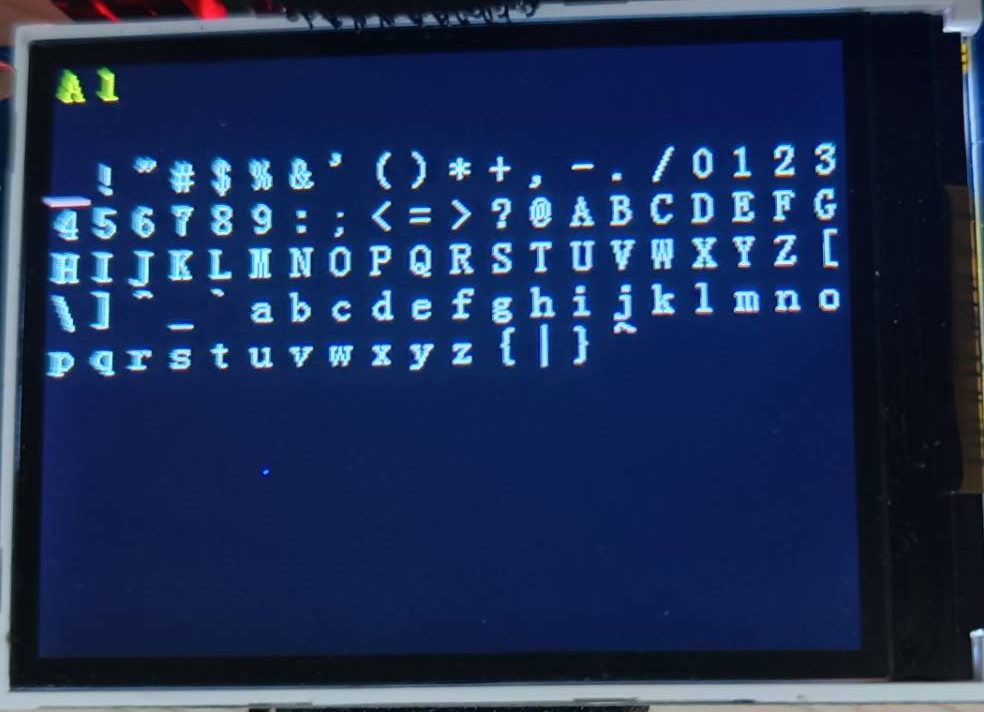 A1
_ ! " # $ % & ' ( ) * + , - . / 0 1 2 3
4 5 6 7 8 9 : ; < = > ? @ A B C D E F G
H I J K L M N O P Q R S T U V W X Y Z [
\ ] ^ _ ` a b c d e f g h i j k l m n o
p q r s t u v w x y z { | } ~